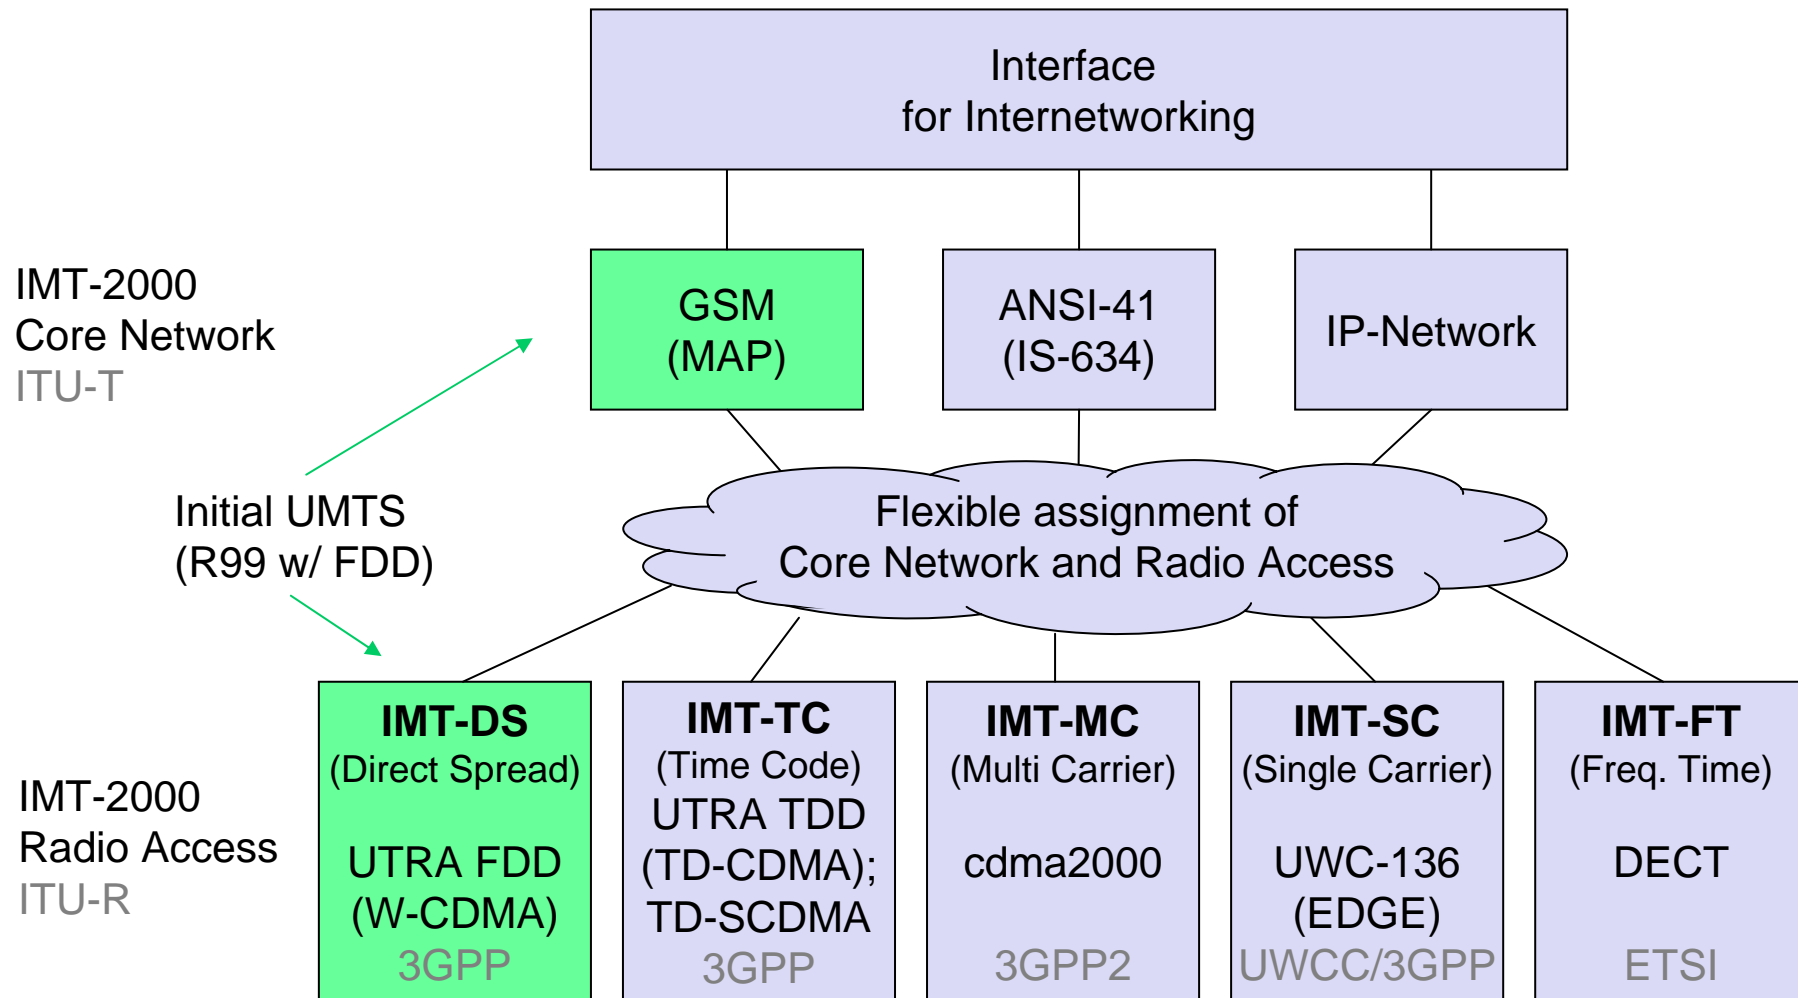 Interface
for Internetworking
IMT-2000
Core Network
ITU-T
GSM
(MAP)
ANSI-41
(IS-634)
IP-Network
Initial UMTS
(R99 w/ FDD)
Flexible assignment of
Core Network and Radio Access
IMT-2000
Radio Access
ITU-R
IMT-DS
(Direct Spread)
UTRA FDD
(W-CDMA)
3GPP
IMT-TC
(Time Code)
UTRA TDD
(TD-CDMA);
TD-SCDMA
3GPP
IMT-MC
(Multi Carrier)
cdma2000
3GPP2
IMT-SC
(Single Carrier)
UWC-136
(EDGE)
UWCC/3GPP
IMT-FT
(Freq. Time)
DECT
ETSI